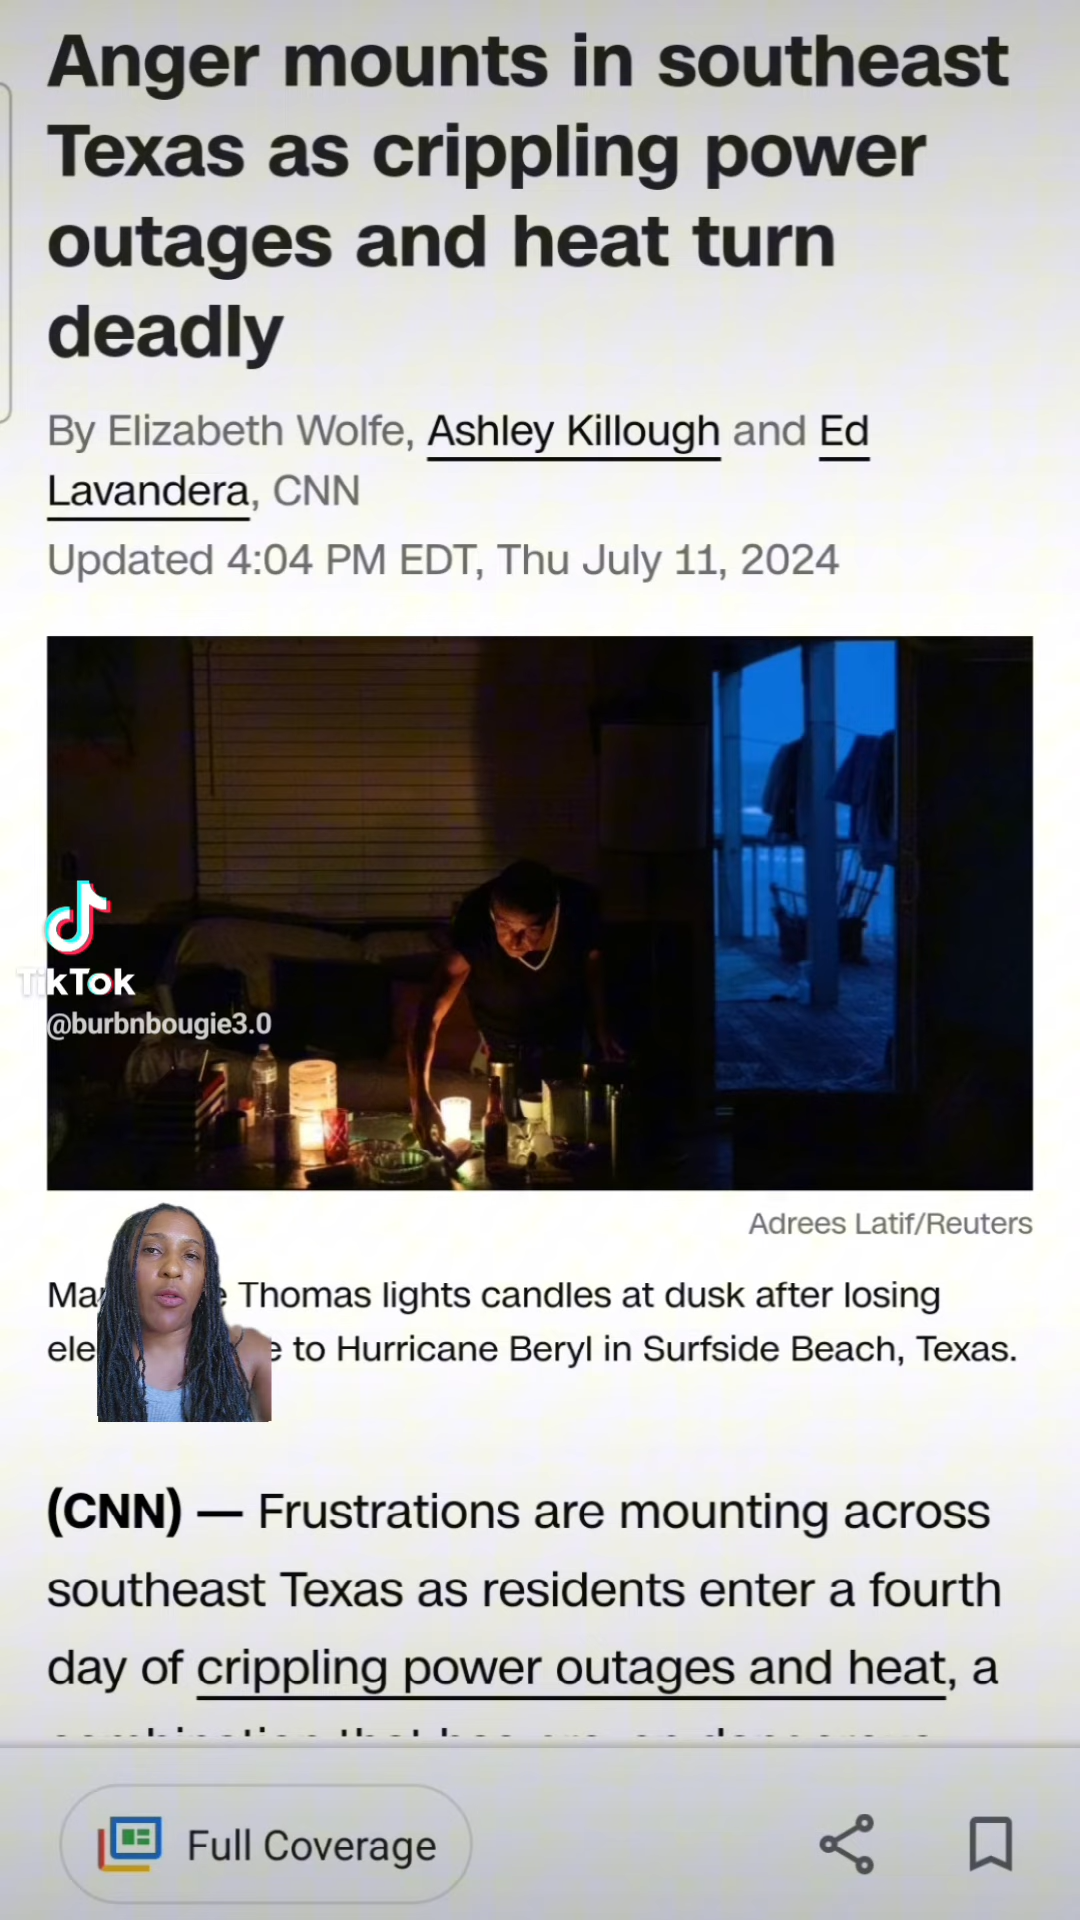 Anger mounts in southeast
Texas as crippling power
outages and heat turn
deadly
By Elizabeth Wolfe, Ashley Killough and Ed
Lavandera, CNN
Updated 4:04 PM EDT, Thu July 11, 2024
TikTok
@burbnbougie3.0
Adrees Latif/Reuters
Thomas lights candles at dusk after losing
to Hurricane Beryl in Surfside Beach, Texas.
(CNN) — Frustrations are mounting across
southeast Texas as residents enter a fourth
day of crippling power outages and heat, a
Full Coverage